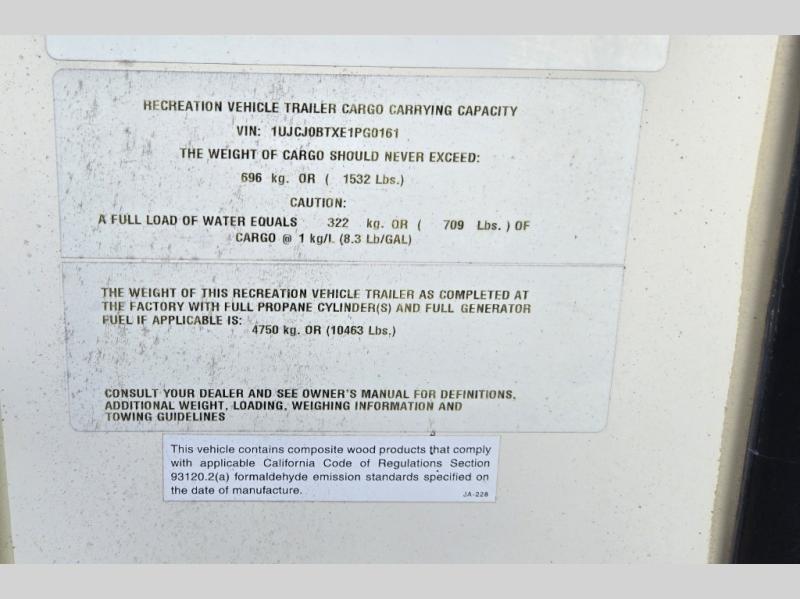 RECREATION VEHICLE TRAILER CARGO CARRYING CAPACITY
VIN: 1UJCJ0BTXE1PG0161
THE WEIGHT OF CARGO SHOULD NEVER EXCEED:
696 kg. OR ( 1532 Lbs.)
CAUTION:
A FULL LOAD OF WATER EQUALS 322 kg. OR ( 709 Lbs. ) OF
CARGO @ 1 kg/L (8.3 Lb/GAL)
THE WEIGHT OF THIS RECREATION VEHICLE TRAILER AS COMPLETED AT
THE FACTORY WITH FULL PROPANE CYLINDER(S) AND FULL GENERATOR
FUEL IF APPLICABLE IS:
4750 kg. OR (10463 Lbs.)
CONSULT YOUR DEALER AND SEE OWNER'S MANUAL FOR DEFINITIONS,
ADDITIONAL WEIGHT, LOADING, WEIGHING INFORMATION AND
TOWING GUIDELINES
This vehicle contains composite wood products that comply
with applicable California Code of Regulations Section
93120.2(a) formaldehyde emission standards specified on
the date of manufacture.
JA-228